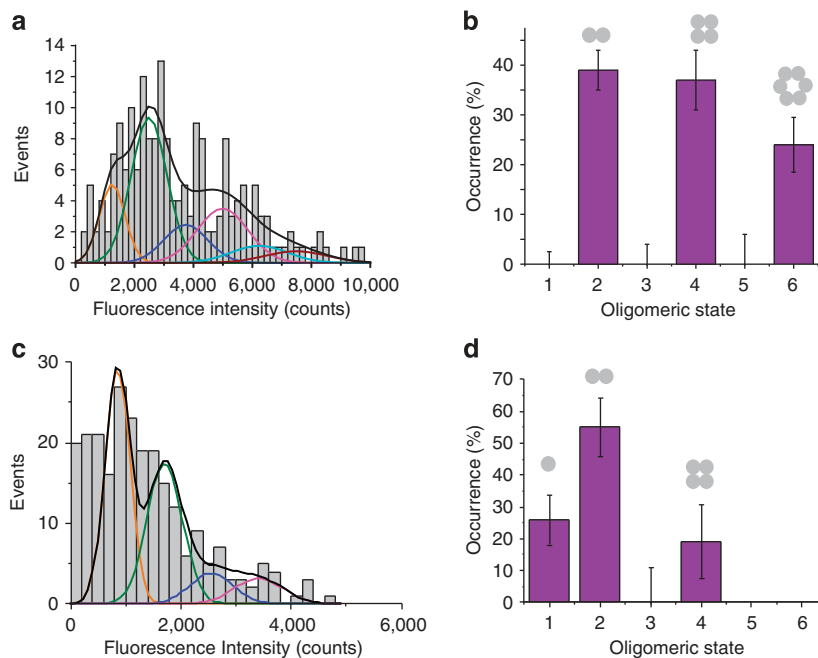 a
14
12
10
8
6
4
2
0
Events
0 2,000 4,000 6,000 8,000 10,000
Fluorescence intensity (counts)
b
40
30
20
10
0
Occurrence (%)
1 2 3 4 5 6
Oligomeric state
c
30
20
10
0
Events
0 2,000 4,000 6,000
Fluorescence Intensity (counts)
d
70
60
50
40
30
20
10
0
Occurrence (%)
1 2 3 4 5 6
Oligomeric state